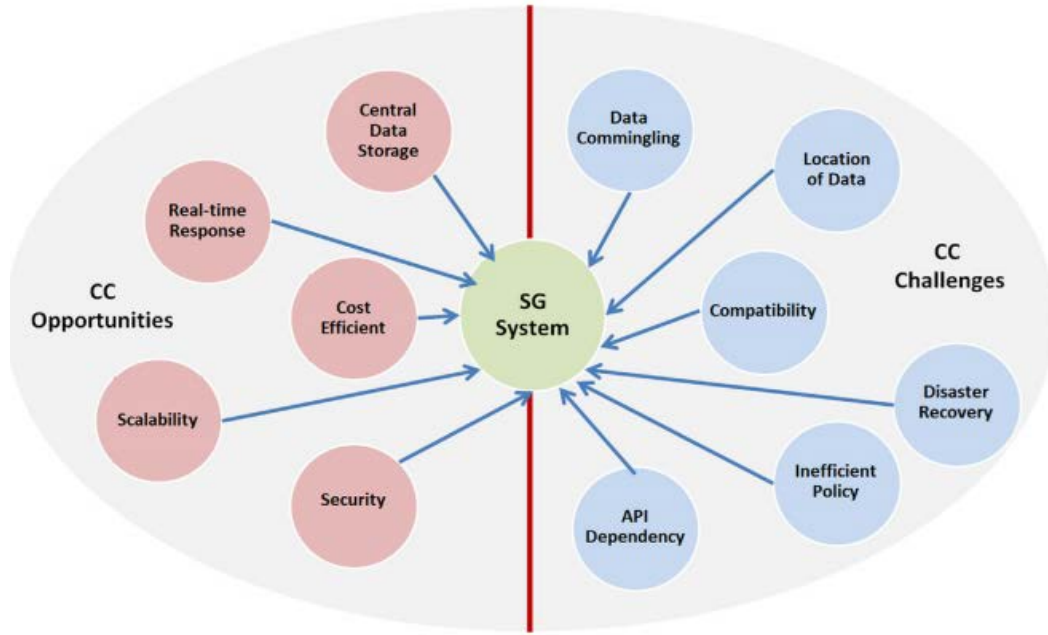 Central
Data
Storage
Real-time
Response
CC
Opportunities
Cost
Efficient
Scalability
Security
SG
System
Data
Commingling
Location
of Data
CC
Challenges
Compatibility
Disaster
Recovery
Inefficient
Policy
API
Dependency